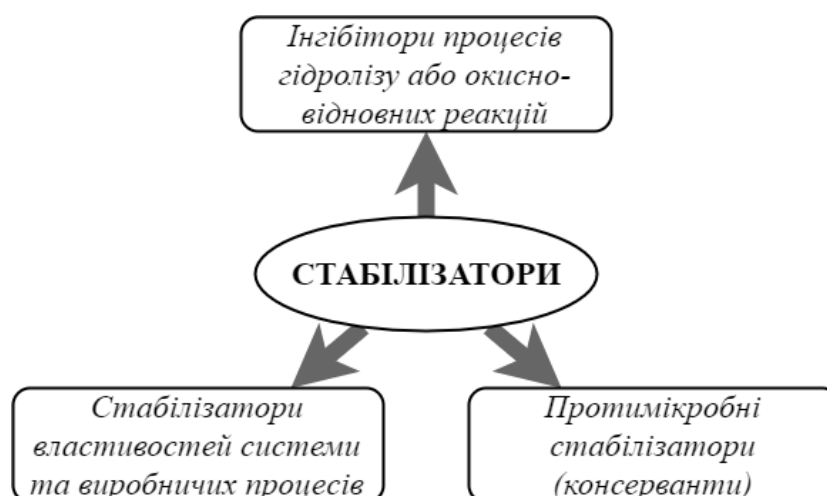 Інгібітори процесів
гідролізу або окисно-
відновних реакцій
СТАБІЛІЗАТОРИ
Стабілізатори
властивостей системи
та виробничих процесів
Протимікробні
стабілізатори
(консерванти)